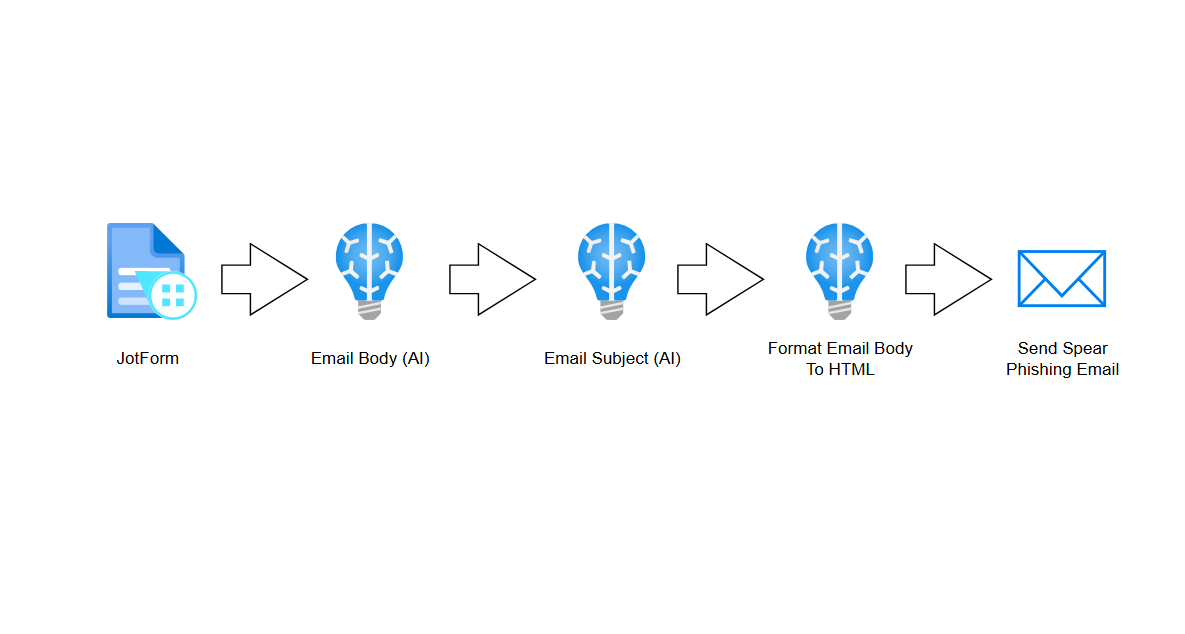 JotForm
Email Body (AI)
Email Subject (AI)
Format Email Body
To HTML
Send Spear
Phishing Email